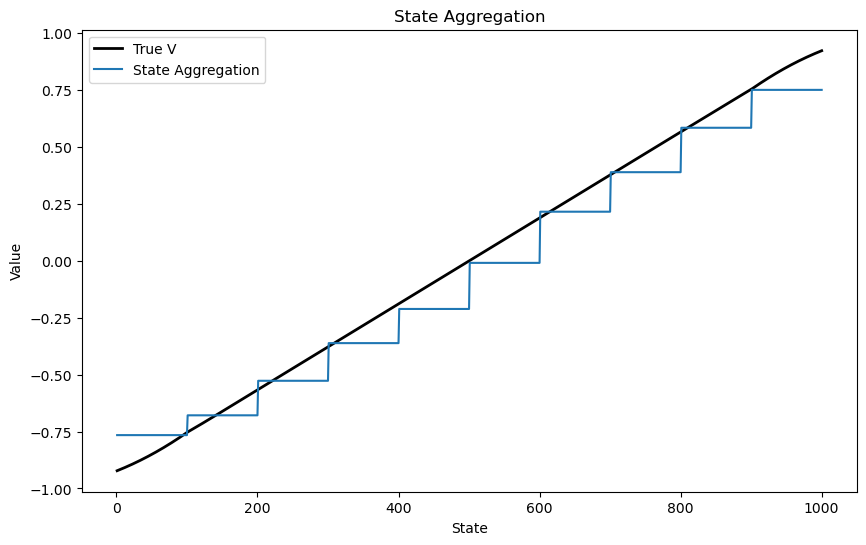 State Aggregation
True V
State Aggregation
Value
1.00
0.75
0.50
0.25
0.00
−0.25
−0.50
−0.75
−1.00
0 200 400 600 800 1000
State